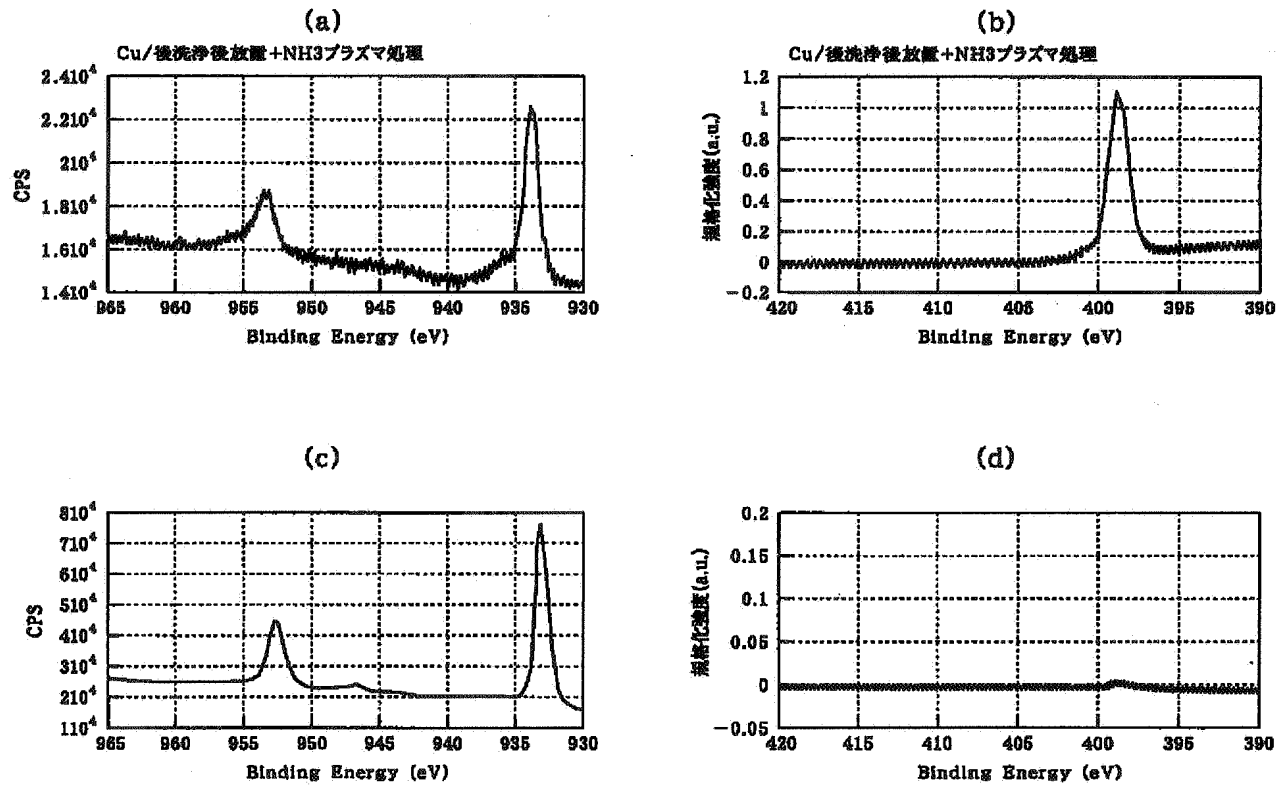 (a)
Cu/後洗浄後放置+NH3プラズマ処理
2.410⁴
2.210⁴
210⁴
1.810⁴
1.610⁴
1.410⁴
CPS
965 960 955 950 945 940 935 930
Binding Energy (eV)
(b)
Cu/後洗浄後放置+NH3プラズマ処理
1.2
1
0.8
0.6
0.4
0.2
0
-0.2
規格化強度(a.u.)
420 415 410 405 400 395 390
Binding Energy (eV)
(c)
810⁴
710⁴
610⁴
510⁴
410⁴
310⁴
210⁴
110⁴
CPS
965 960 955 950 945 940 935 930
Binding Energy (eV)
(d)
0.2
0.15
0.1
0.05
0
-0.05
規格化強度(a.u.)
420 415 410 405 400 395 390
Binding Energy (eV)